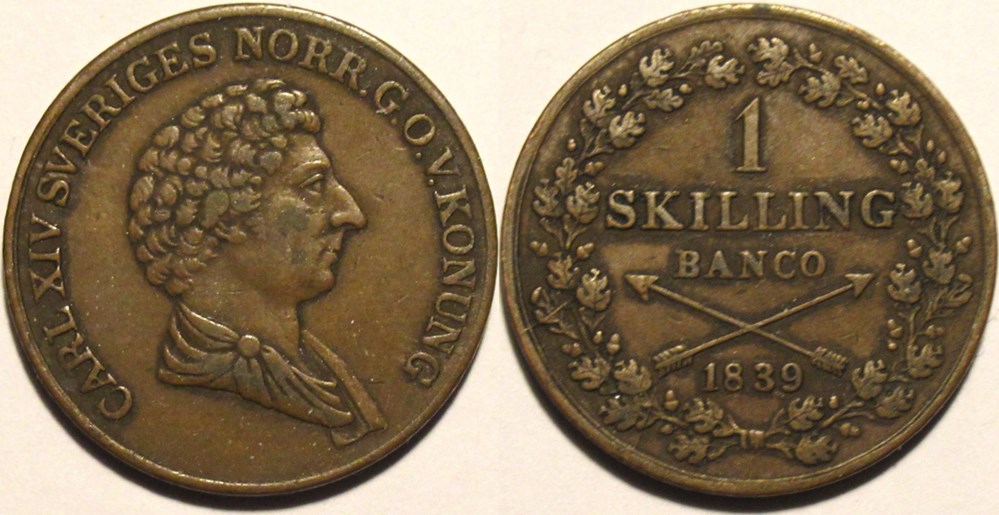 CARL XIV SVERIGES NORR. G. O. V. KONUNG
1
SKILLING
BANCO
1839